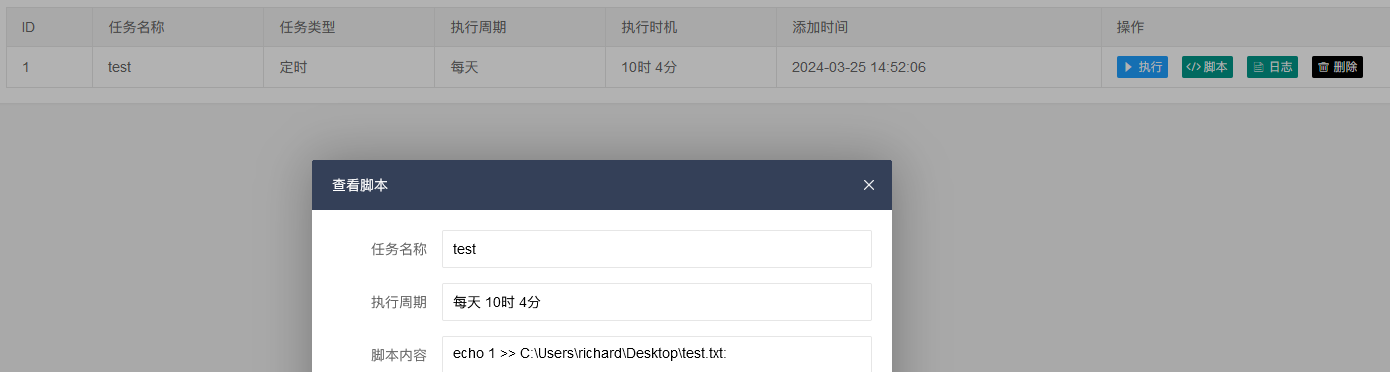 ID 任务名称 任务类型 执行周期 执行时机 添加时间 操作
1 test 定时 每天 10时 4分 2024-03-25 14:52:06 执行 </> 脚本 日志 删除
查看脚本
任务名称 test
执行周期 每天 10时 4分
脚本内容 echo 1 >> C:\Users\richard\Desktop\test.txt: